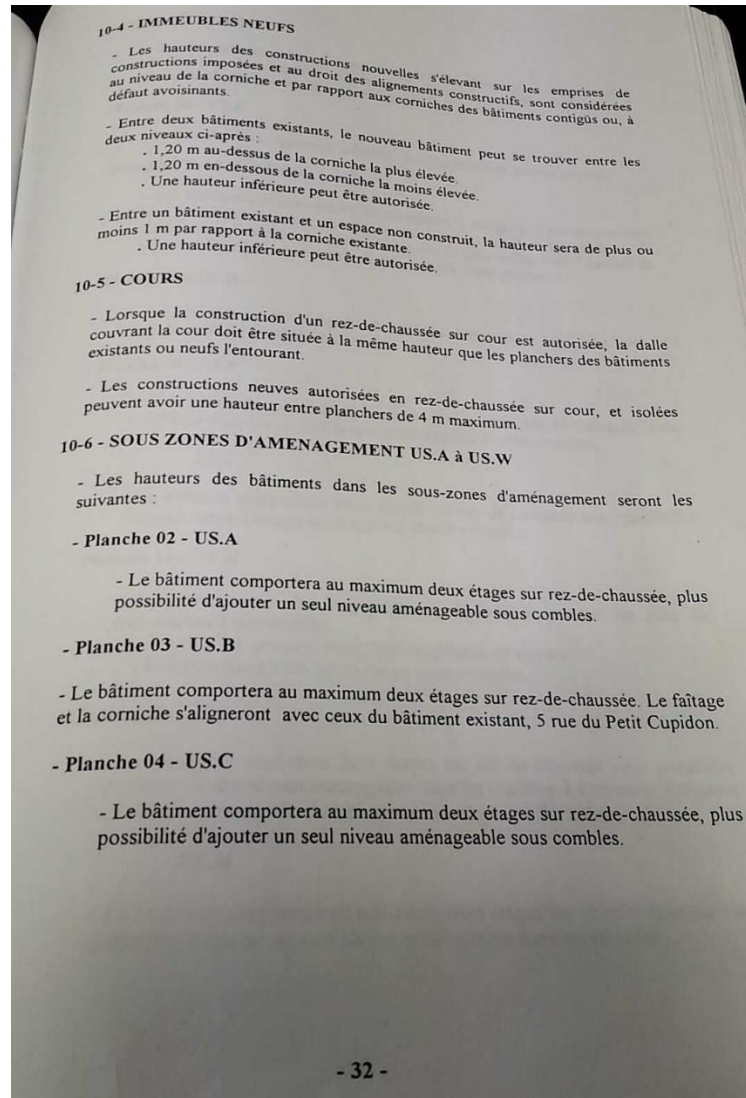 10-4 - IMMEUBLES NEUFS
- Les hauteurs des constructions nouvelles s'élevant sur les emprises de
constructions imposées et au droit des alignements constructifs, sont considérées
au niveau de la corniche et par rapport aux corniches des bâtiments contigüs ou, à
défaut avoisinants.
- Entre deux bâtiments existants, le nouveau bâtiment peut se trouver entre les
deux niveaux ci-après :
. 1,20 m au-dessus de la corniche la plus élevée.
. 1,20 m en-dessous de la corniche la moins élevée.
. Une hauteur inférieure peut être autorisée.
- Entre un bâtiment existant et un espace non construit, la hauteur sera de plus ou
moins 1 m par rapport à la corniche existante.
. Une hauteur inférieure peut être autorisée.
10-5 - COURS
- Lorsque la construction d'un rez-de-chaussée sur cour est autorisée, la dalle
couvrant la cour doit être située à la même hauteur que les planchers des bâtiments
existants ou neufs l'entourant.
- Les constructions neuves autorisées en rez-de-chaussée sur cour, et isolées
peuvent avoir une hauteur entre planchers de 4 m maximum.
10-6 - SOUS ZONES D'AMENAGEMENT US.A à US.W
- Les hauteurs des bâtiments dans les sous-zones d'aménagement seront les
suivantes :
- Planche 02 - US.A
- Le bâtiment comportera au maximum deux étages sur rez-de-chaussée, plus
possibilité d'ajouter un seul niveau aménageable sous combles.
- Planche 03 - US.B
- Le bâtiment comportera au maximum deux étages sur rez-de-chaussée. Le faîtage
et la corniche s'aligneront avec ceux du bâtiment existant, 5 rue du Petit Cupidon.
- Planche 04 - US.C
- Le bâtiment comportera au maximum deux étages sur rez-de-chaussée, plus
possibilité d'ajouter un seul niveau aménageable sous combles.
- 32 -